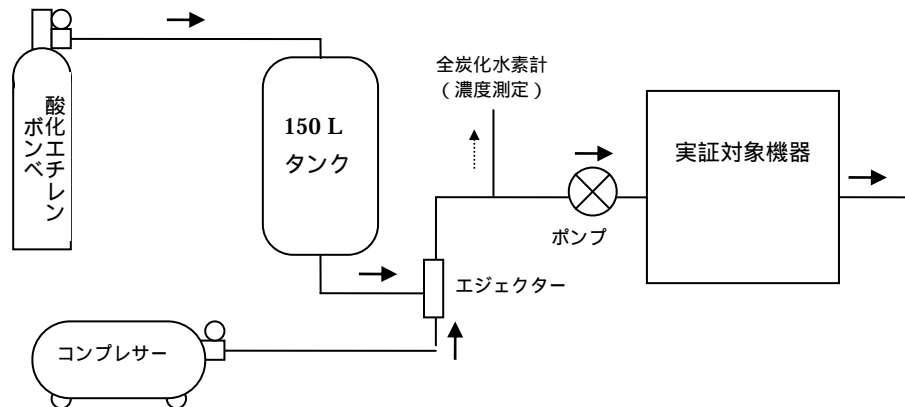 酸化エチレン
ボンベ
150 L
タンク
全炭化水素計
（濃度測定）
実証対象機器
ポンプ
エジェクター
コンプレサー